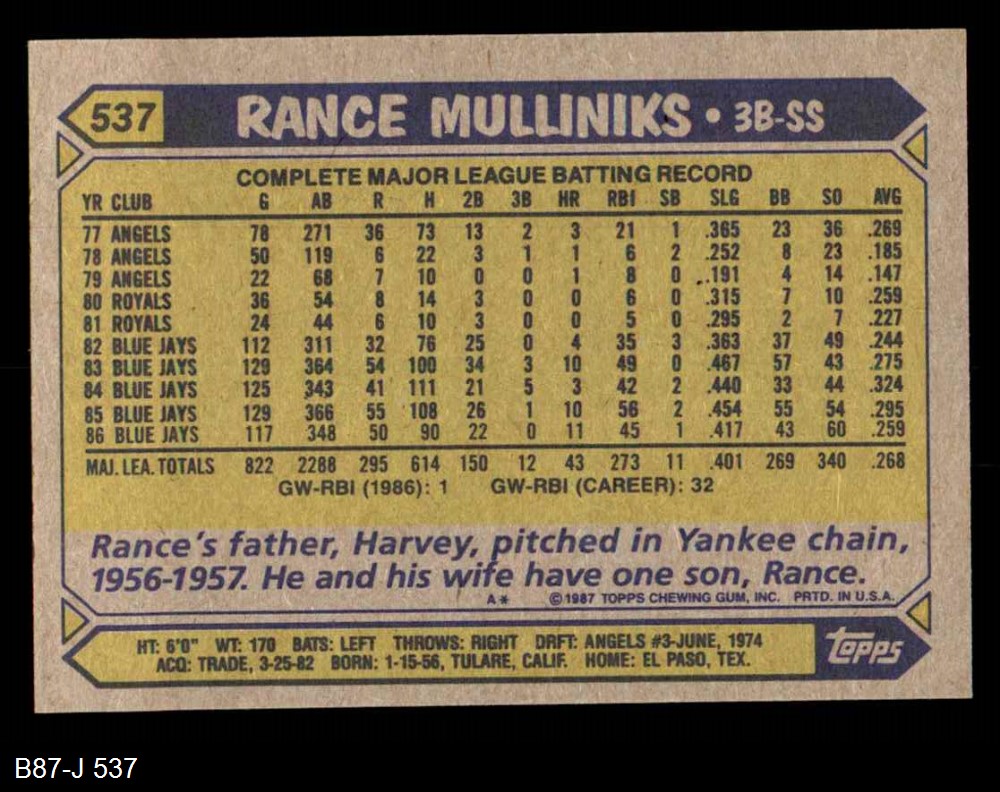 537 RANCE MULLINIKS • 3B-SS
COMPLETE MAJOR LEAGUE BATTING RECORD
YR CLUB G AB R H 2B 3B HR RBI SB SLG BB SO AVG
77 ANGELS 78 271 36 73 13 2 3 21 1 .365 23 36 .269
78 ANGELS 50 119 6 22 3 1 1 6 2 .252 8 23 .185
79 ANGELS 22 68 7 10 0 0 1 8 0 .191 4 14 .147
80 ROYALS 36 54 8 14 3 0 0 6 0 .315 7 10 .259
81 ROYALS 24 44 6 10 3 0 0 5 0 .295 2 7 .227
82 BLUE JAYS 112 311 32 76 25 0 4 35 3 .363 37 49 .244
83 BLUE JAYS 129 364 54 100 34 3 10 49 0 .467 57 43 .275
84 BLUE JAYS 125 343 41 111 21 5 3 42 2 .440 33 44 .324
85 BLUE JAYS 129 366 55 108 26 1 10 56 2 .454 55 54 .295
86 BLUE JAYS 117 348 50 90 22 0 11 45 1 .417 43 60 .259
MAJ. LEA. TOTALS 822 2288 295 614 150 12 43 273 11 .401 269 340 .268
GW-RBI (1986): 1 GW-RBI (CAREER): 32
Rance's father, Harvey, pitched in Yankee chain,
1956-1957. He and his wife have one son, Rance.
A* ©1987 TOPPS CHEWING GUM, INC. PRTD. IN U.S.A.
HT: 6'0" WT: 170 BATS: LEFT THROWS: RIGHT DRFT: ANGELS #3-JUNE, 1974
ACQ: TRADE, 3-25-82 BORN: 1-15-56, TULARE, CALIF. HOME: EL PASO, TEX.
topps
B87-J 537